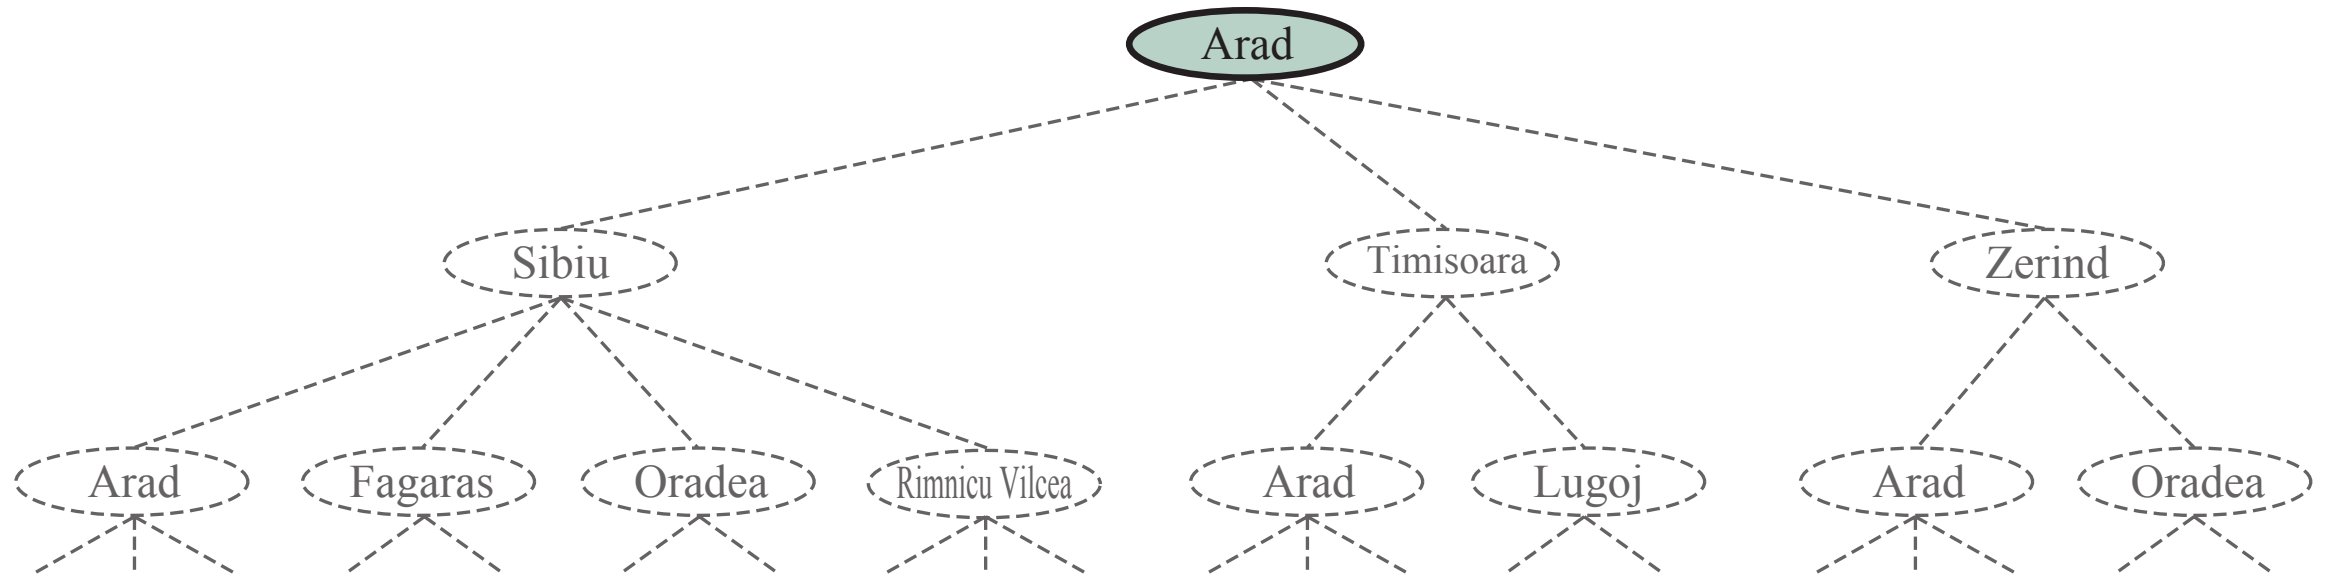 Arad
Sibiu
Timisoara
Zerind
Arad
Fagaras
Oradea
Rimnicu Vilcea
Arad
Lugoj
Arad
Oradea